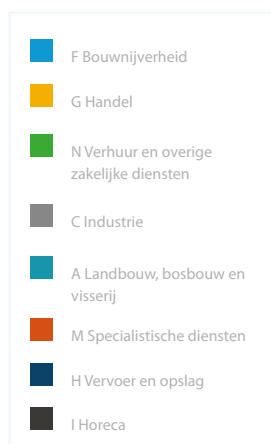 F Bouwnijverheid
G Handel
N Verhuur en overige
zakelijke diensten
C Industrie
A Landbouw, bosbouw en
visserij
M Specialistische diensten
H Vervoer en opslag
I Horeca